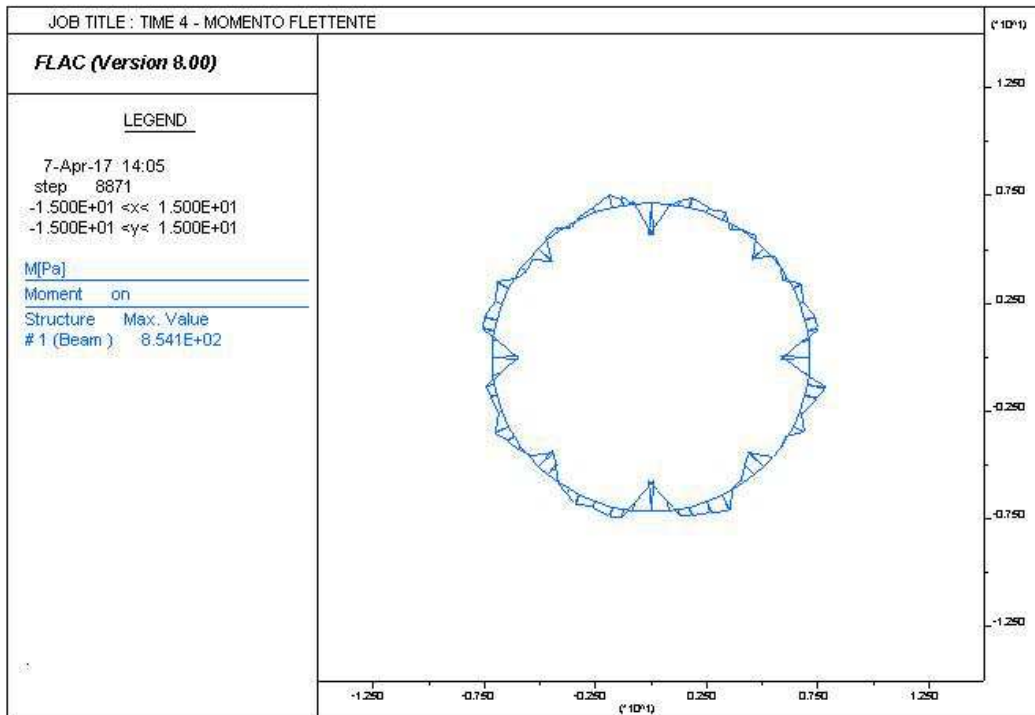 JOB TITLE : TIME 4 - MOMENTO FLETTENTE
FLAC (Version 8.00)
LEGEND
7-Apr-17 14:05
step 8871
-1.500E+01 <x< 1.500E+01
-1.500E+01 <y< 1.500E+01
M[Pa]
Moment on
Structure Max. Value
# 1 (Beam ) 8.541E+02
(*10^1)
1.250
0.750
0.250
-0.250
-0.750
-1.250
-1.250 -0.750 -0.250 0.250 0.750 1.250
(*10^1)